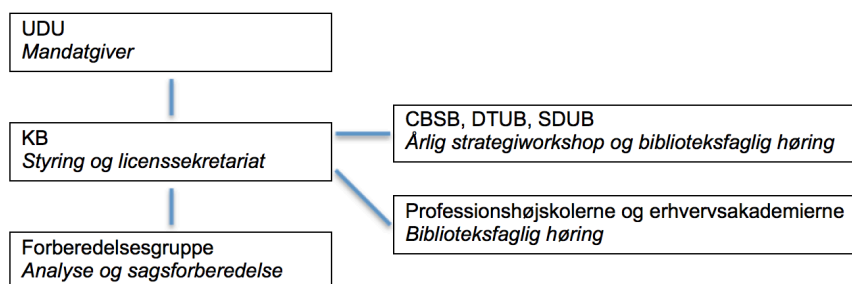 UDU
Mandatgiver
KB
Styring og licenssekretariat
CBSB, DTUB, SDUB
Årlig strategiworkshop og biblioteksfaglig høring
Professionshøjskolerne og erhvervsakademierne
Biblioteksfaglig høring
Forberedelsesgruppe
Analyse og sagsforberedelse